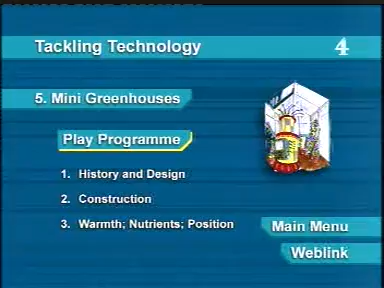 Tackling Technology 4
5. Mini Greenhouses
Play Programme
1. History and Design
2. Construction
3. Warmth; Nutrients; Position
Main Menu
Weblink